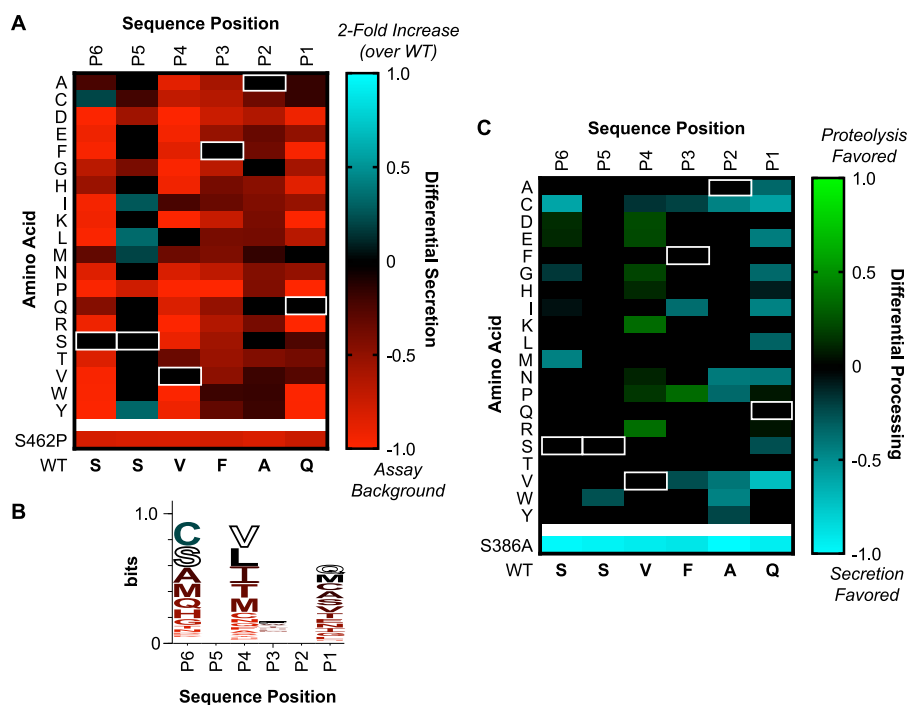 A
Sequence Position
P6 P5 P4 P3 P2 P1
2-Fold Increase
(over WT)
Amino Acid
A
C
D
E
F
G
H
I
K
L
M
N
P
Q
R
S
T
V
W
Y
S462P
WT S S V F A Q
1.0
0.5
0
-0.5
-1.0
Differential Secretion
Assay
Background
B
bits
1.0
0
C S A M Q
V L I T M
Q M C A S V
P6 P5 P4 P3 P2 P1
Sequence Position
C
Sequence Position
P6 P5 P4 P3 P2 P1
Proteolysis
Favored
Amino Acid
A
C
D
E
F
G
H
I
K
L
M
N
P
Q
R
S
T
V
W
Y
S386A
WT S S V F A Q
1.0
0.5
0
-0.5
-1.0
Differential Processing
Secretion
Favored